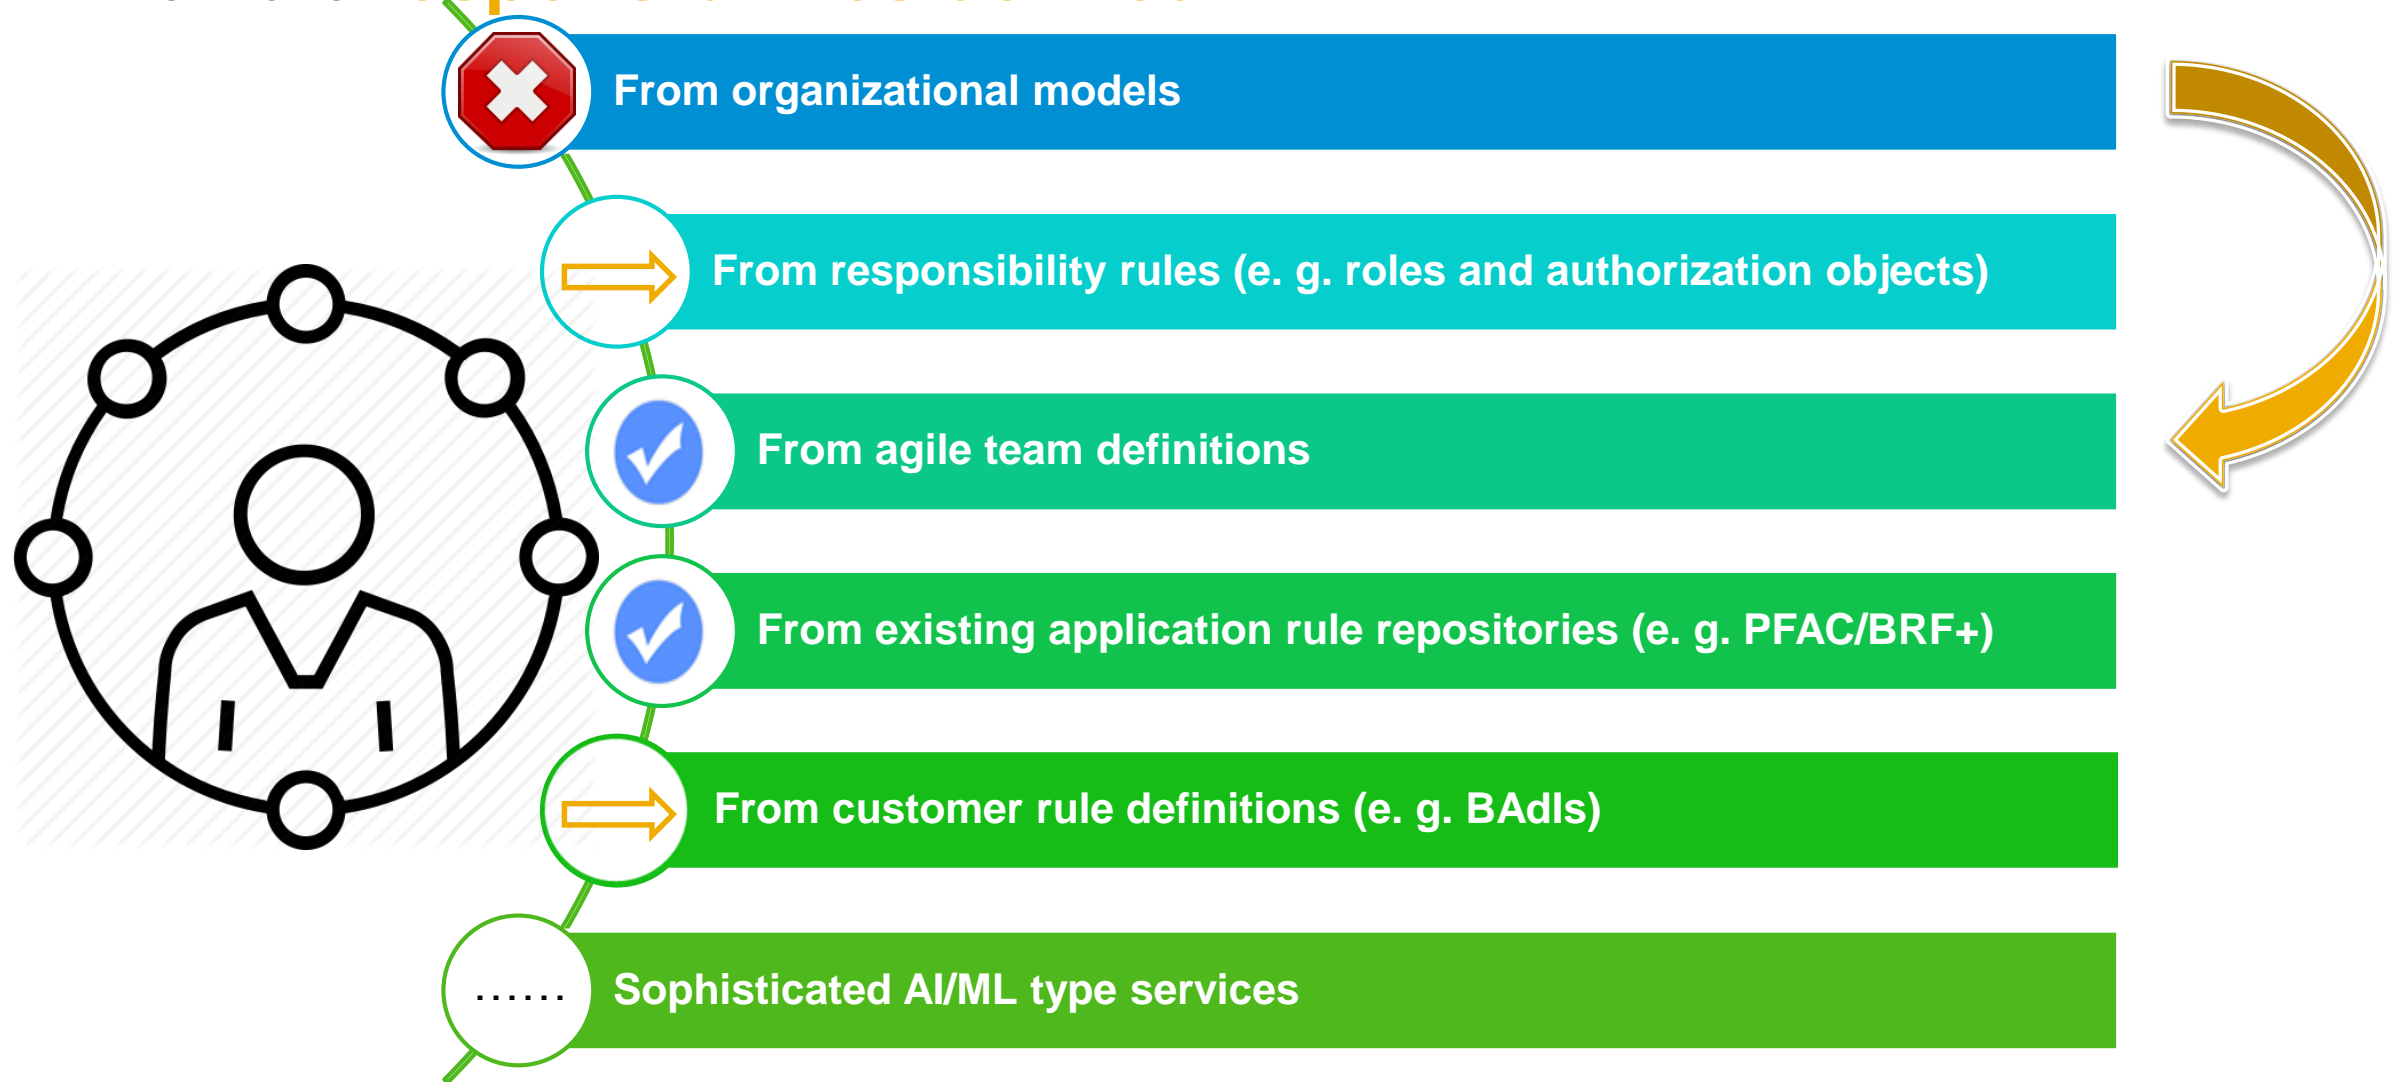 From organizational models
From responsibility rules (e. g. roles and authorization objects)
From agile team definitions
From existing application rule repositories (e. g. PFAC/BRF+)
From customer rule definitions (e. g. BAdIs)
......
Sophisticated AI/ML type services